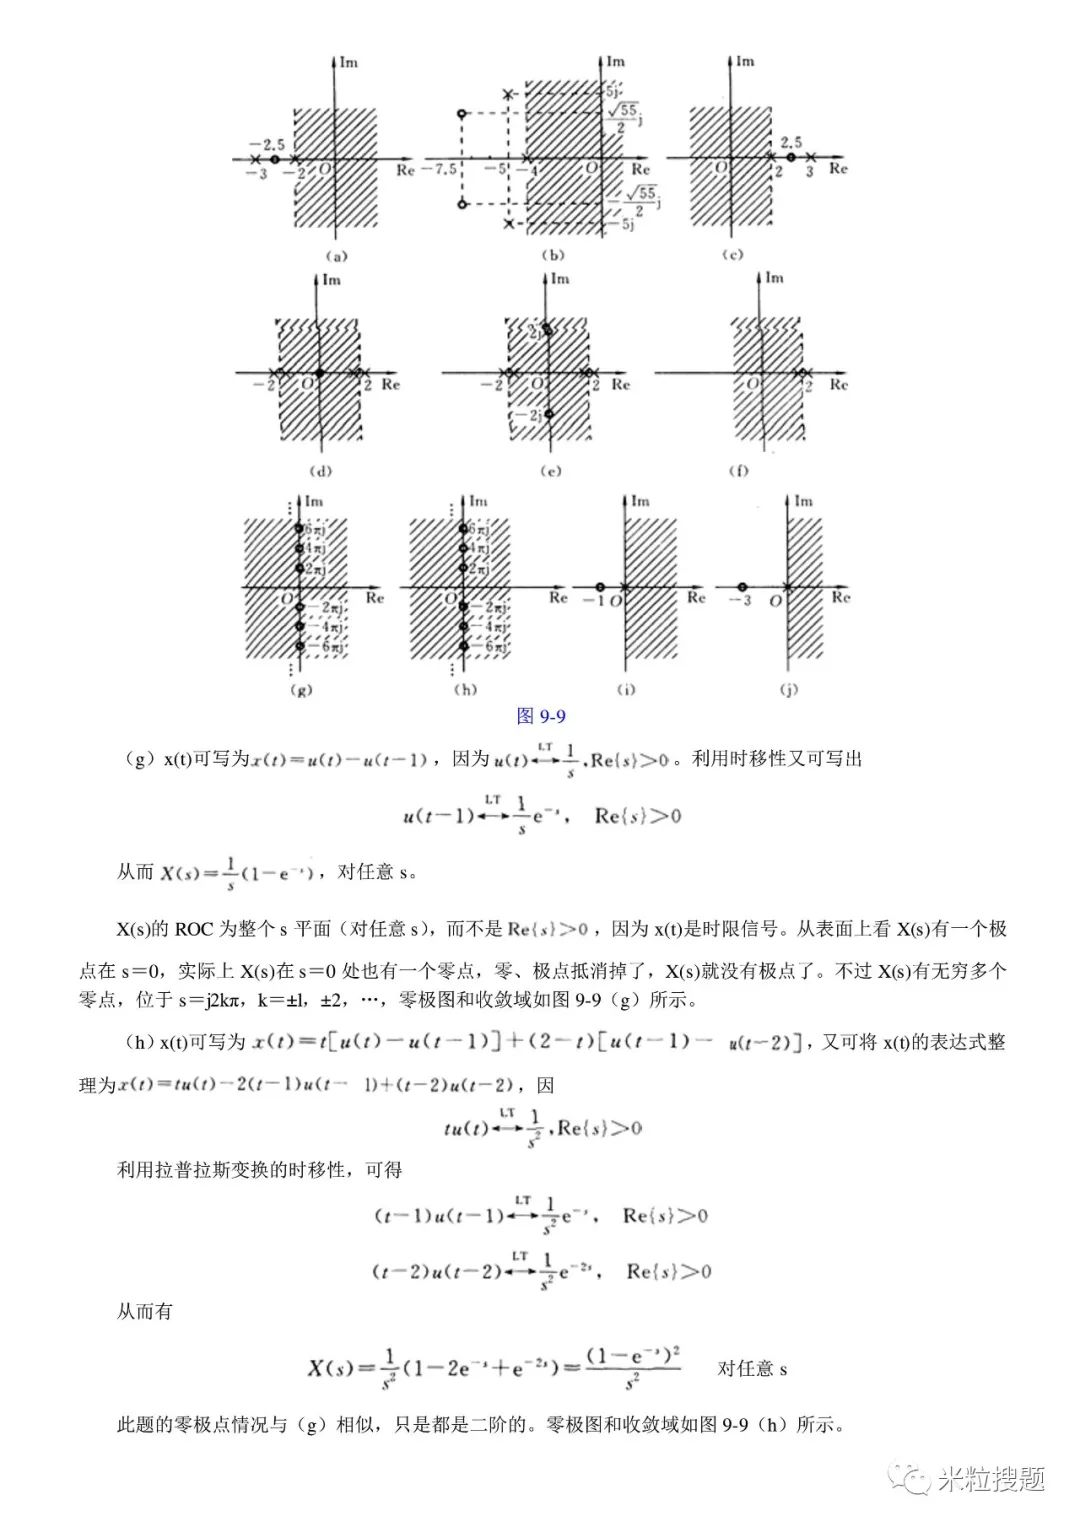 Im Im Im
−2.5 5j √55/2 j 2.5
−3 −2 O Re −7.5 −5 −4 O Re O 2 3 Re
−√55/2 j
−5j
(a) (b) (c)
Im Im Im
2j
−2 O 2 Re −2 O 2 Re O 2 Re
−2j
(d) (e) (f)
⋮ Im ⋮ Im Im Im
6πj 6πj
4πj 4πj
2πj 2πj
O Re O Re −1 O Re −3 O Re
−2πj −2πj
−4πj −4πj
−6πj −6πj
⋮ ⋮
(g) (h) (i) (j)
图 9-9
（g）x(t)可写为x(t)=u(t)−u(t−1)，因为u(t)⟷^{LT} 1/s,Re{s}>0。利用时移性又可写出
u(t−1)⟷^{LT} 1/s e^{−s}, Re{s}>0
从而 X(s)=1/s(1−e^{−s})，对任意 s。
X(s)的 ROC 为整个 s 平面（对任意 s），而不是 Re{s}>0，因为 x(t)是时限信号。从表面上看 X(s)有一个极
点在 s＝0，实际上 X(s)在 s＝0 处也有一个零点，零、极点抵消掉了，X(s)就没有极点了。不过 X(s)有无穷多个
零点，位于 s＝j2kπ，k＝±l，±2，…，零极图和收敛域如图 9-9（g）所示。
（h）x(t)可写为 x(t)=t[u(t)−u(t−1)]+(2−t)[u(t−1)− u(t−2)]，又可将 x(t)的表达式整
理为x(t)=tu(t)−2(t−1)u(t− 1)+(t−2)u(t−2)，因
tu(t)⟷^{LT} 1/s²,Re{s}>0
利用拉普拉斯变换的时移性，可得
(t−1)u(t−1)⟷^{LT} 1/s² e^{−s}, Re{s}>0
(t−2)u(t−2)⟷^{LT} 1/s² e^{−2s}, Re{s}>0
从而有
X(s)=1/s²(1−2e^{−s}+e^{−2s})=(1−e^{−s})²/s² 对任意 s
此题的零极点情况与（g）相似，只是都是二阶的。零极图和收敛域如图 9-9（h）所示。
米粒搜题